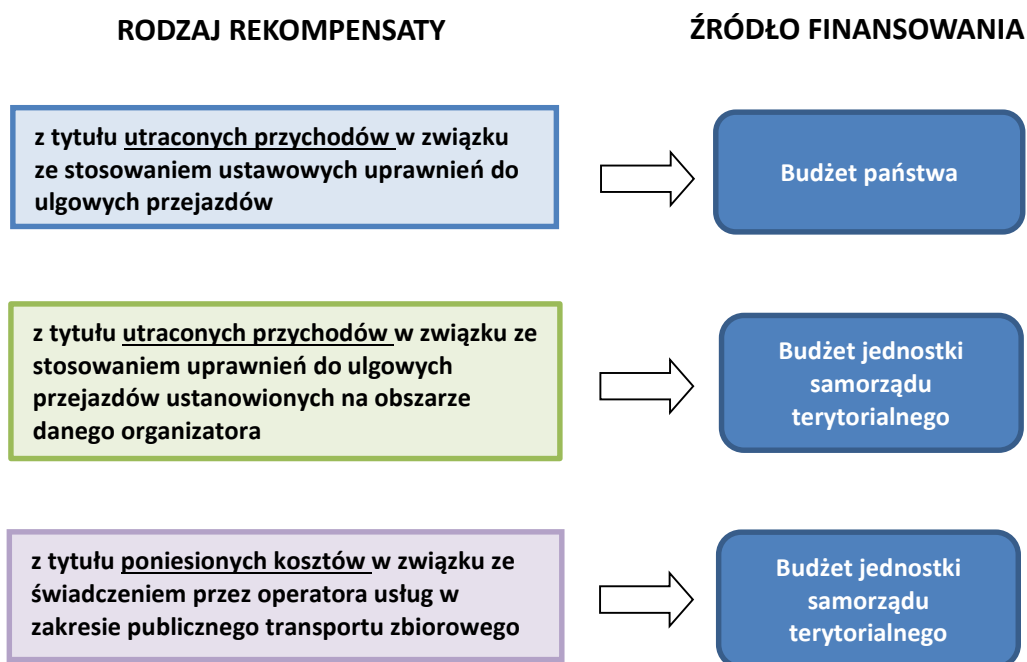 RODZAJ REKOMPENSATY
ŹRÓDŁO FINANSOWANIA
z tytułu utraconych przychodów w związku
ze stosowaniem ustawowych uprawnień do
ulgowych przejazdów
Budżet państwa
z tytułu utraconych przychodów w związku ze
stosowaniem uprawnień do ulgowych
przejazdów ustanowionych na obszarze
danego organizatora
Budżet jednostki
samorządu
terytorialnego
z tytułu poniesionych kosztów w związku ze
świadczeniem przez operatora usług w
zakresie publicznego transportu zbiorowego
Budżet jednostki
samorządu
terytorialnego